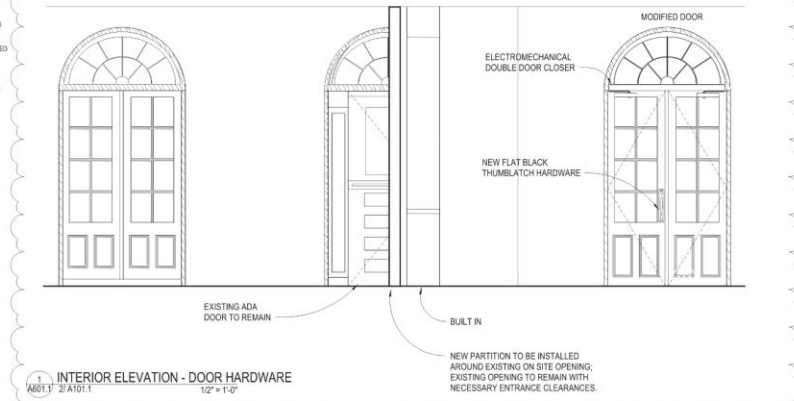 ED
MODIFIED DOOR
ELECTROMECHANICAL
DOUBLE DOOR CLOSER
NEW FLAT BLACK
THUMBLATCH HARDWARE
EXISTING ADA
DOOR TO REMAIN
BUILT IN
NEW PARTITION TO BE INSTALLED
AROUND EXISTING ON SITE OPENING;
EXISTING OPENING TO REMAIN WITH
NECESSARY ENTRANCE CLEARANCES.
1 INTERIOR ELEVATION - DOOR HARDWARE
A601.1 2/ A101.1 1/2" = 1'-0"